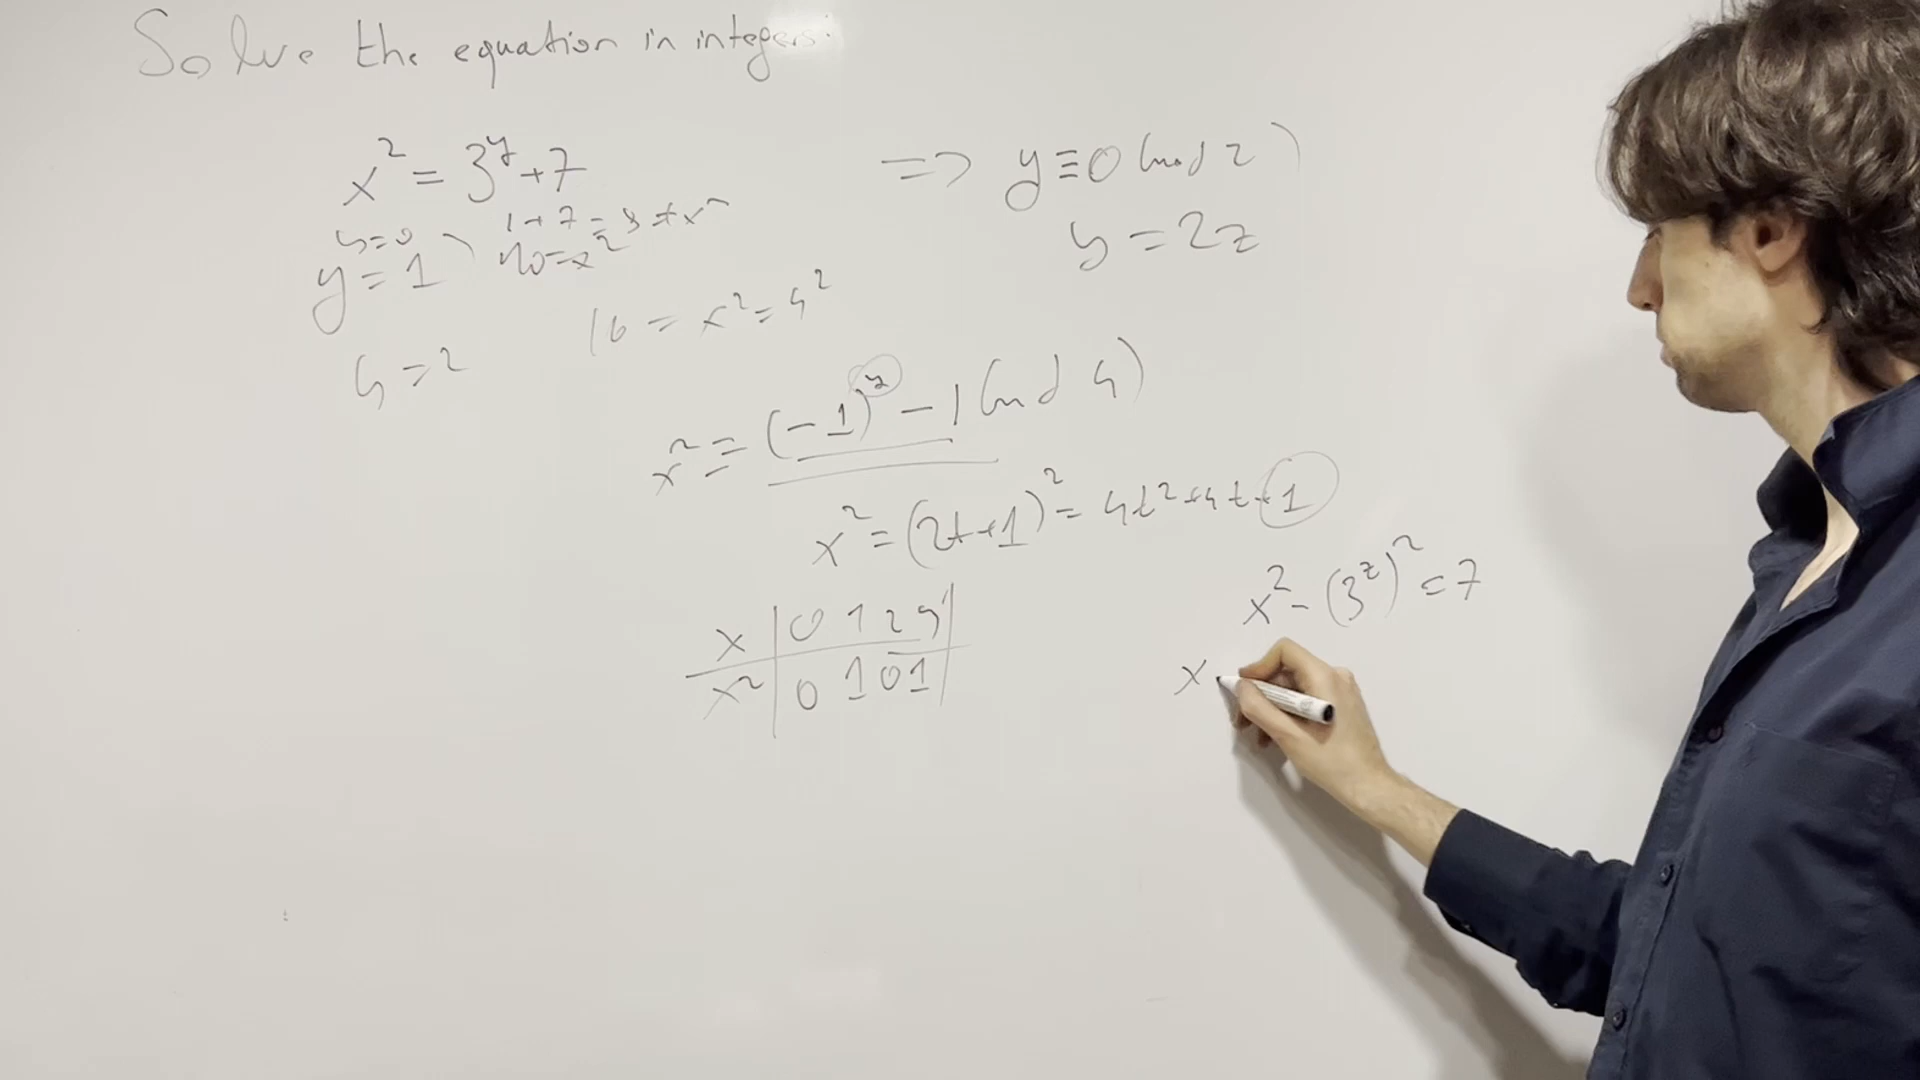 Solve the equation in integers:
x² = 3^y + 7
y = 0 1 + 7 = 8 ≠ x²
y = 1 10 = x²
16 = x² = 4²
y = 2
=> y ≡ 0 (mod 2)
y = 2z
x² ≡ (-1)^y - 1 (mod 4)
x² = (2t+1)² = 4t² + 4t + 1
x | 0 1 2 3
x² | 0 1 0 1
x² - (3^z)² = 7
x